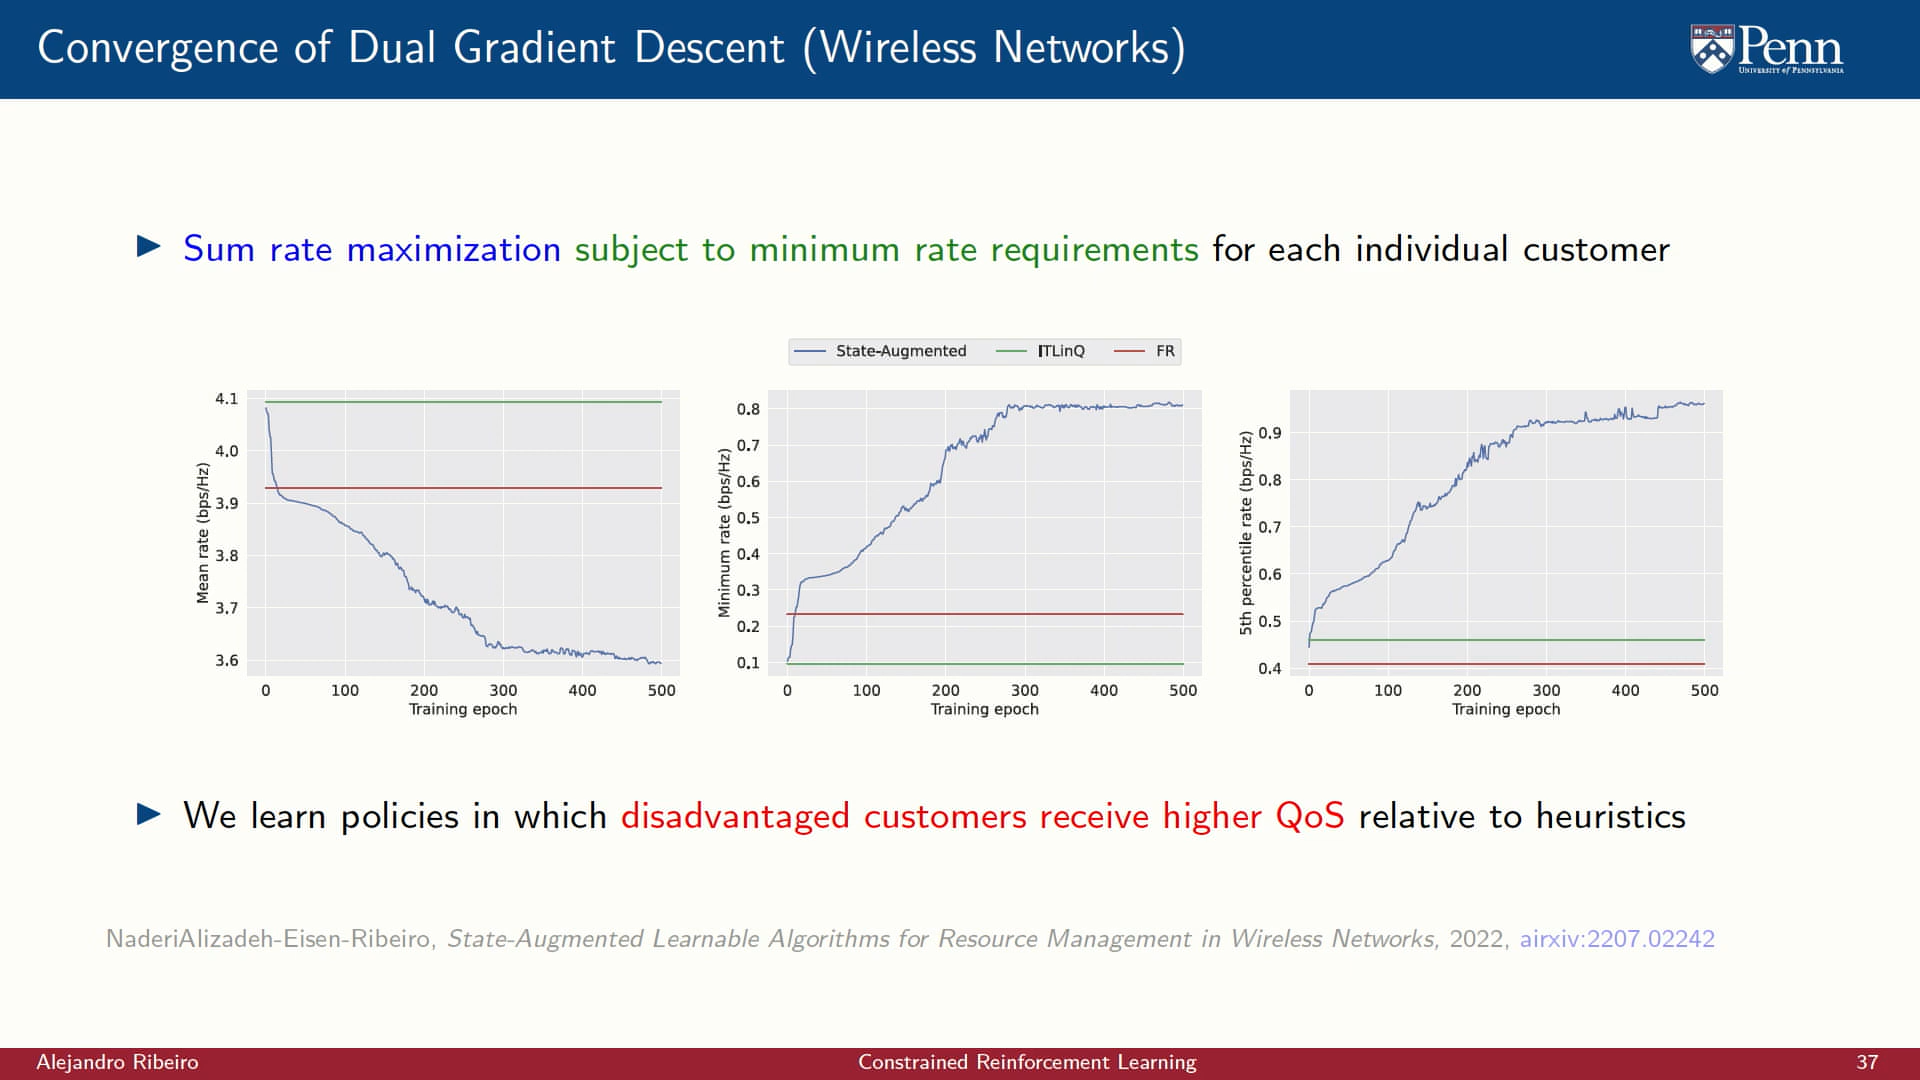 Convergence of Dual Gradient Descent (Wireless Networks)
Penn
UNIVERSITY of PENNSYLVANIA
Sum rate maximization subject to minimum rate requirements for each individual customer
State-Augmented ITLinQ FR
Mean rate (bps/Hz)
4.1
4.0
3.9
3.8
3.7
3.6
0 100 200 300 400 500
Training epoch
Minimum rate (bps/Hz)
0.8
0.7
0.6
0.5
0.4
0.3
0.2
0.1
0 100 200 300 400 500
Training epoch
5th percentile rate (bps/Hz)
0.9
0.8
0.7
0.6
0.5
0.4
0 100 200 300 400 500
Training epoch
We learn policies in which disadvantaged customers receive higher QoS relative to heuristics
NaderiAlizadeh-Eisen-Ribeiro, State-Augmented Learnable Algorithms for Resource Management in Wireless Networks, 2022, airxiv:2207.02242
Alejandro Ribeiro Constrained Reinforcement Learning 37